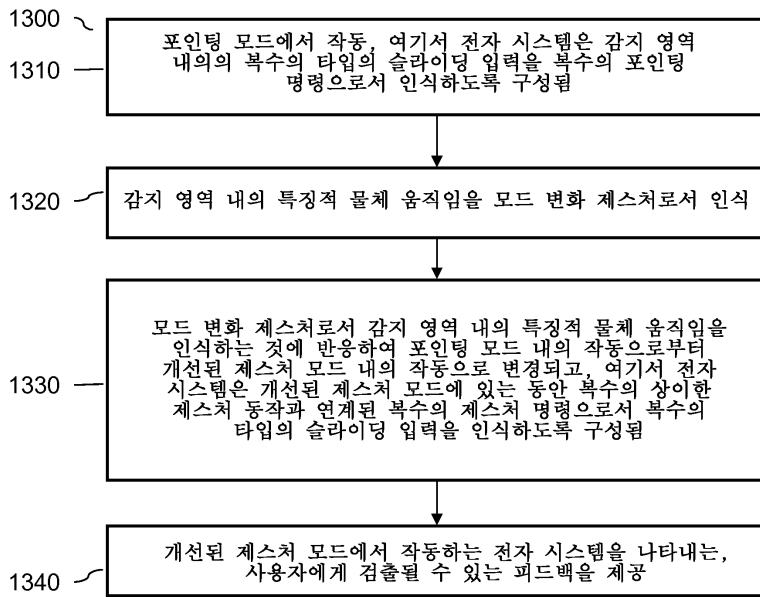 1300
1310
포인팅 모드에서 작동, 여기서 전자 시스템은 감지 영역
내의의 복수의 타입의 슬라이딩 입력을 복수의 포인팅
명령으로서 인식하도록 구성됨
1320
감지 영역 내의 특징적 물체 움직임을 모드 변화 제스처로서 인식
1330
모드 변화 제스처로서 감지 영역 내의 특징적 물체 움직임을
인식하는 것에 반응하여 포인팅 모드 내의 작동으로부터
개선된 제스처 모드 내의 작동으로 변경되고, 여기서 전자
시스템은 개선된 제스처 모드에 있는 동안 복수의 상이한
제스처 동작과 연계된 복수의 제스처 명령으로서 복수의
타입의 슬라이딩 입력을 인식하도록 구성됨
1340
개선된 제스처 모드에서 작동하는 전자 시스템을 나타내는,
사용자에게 검출될 수 있는 피드백을 제공